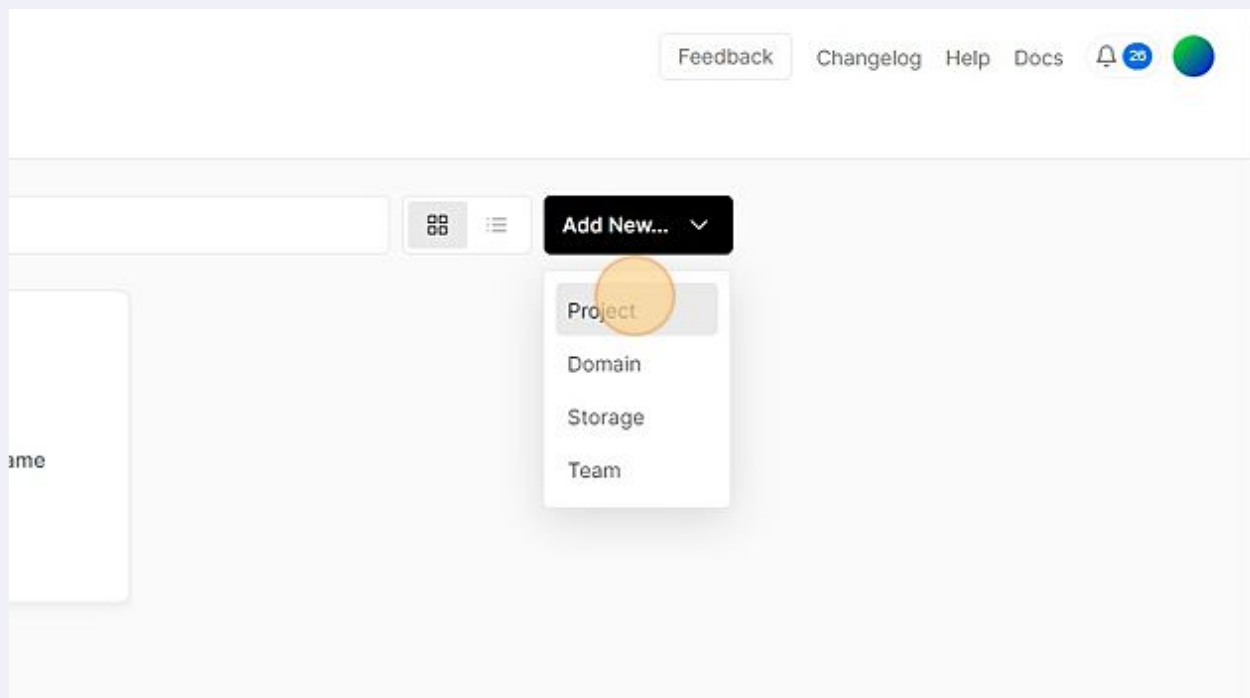 Feedback Changelog Help Docs 26
Add New...
Project
Domain
Storage
ame
Team